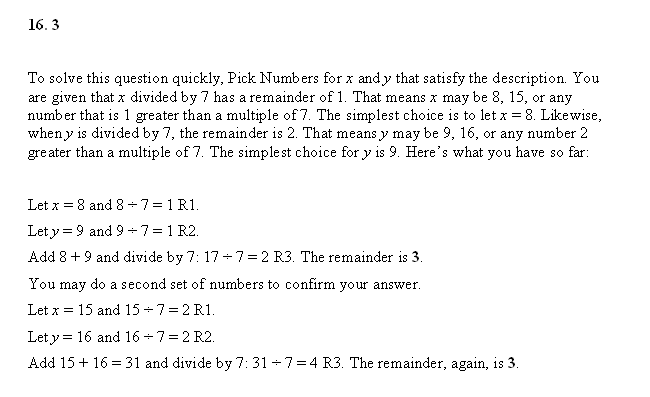 16. 3
To solve this question quickly, Pick Numbers for x and y that satisfy the description. You
are given that x divided by 7 has a remainder of 1. That means x may be 8, 15, or any
number that is 1 greater than a multiple of 7. The simplest choice is to let x = 8. Likewise,
when y is divided by 7, the remainder is 2. That means y may be 9, 16, or any number 2
greater than a multiple of 7. The simplest choice for y is 9. Here's what you have so far:
Let x = 8 and 8 ÷ 7 = 1 R1.
Let y = 9 and 9 ÷ 7 = 1 R2.
Add 8 + 9 and divide by 7: 17 ÷ 7 = 2 R3. The remainder is 3.
You may do a second set of numbers to confirm your answer.
Let x = 15 and 15 ÷ 7 = 2 R1.
Let y = 16 and 16 ÷ 7 = 2 R2.
Add 15 + 16 = 31 and divide by 7: 31 ÷ 7 = 4 R3. The remainder, again, is 3.